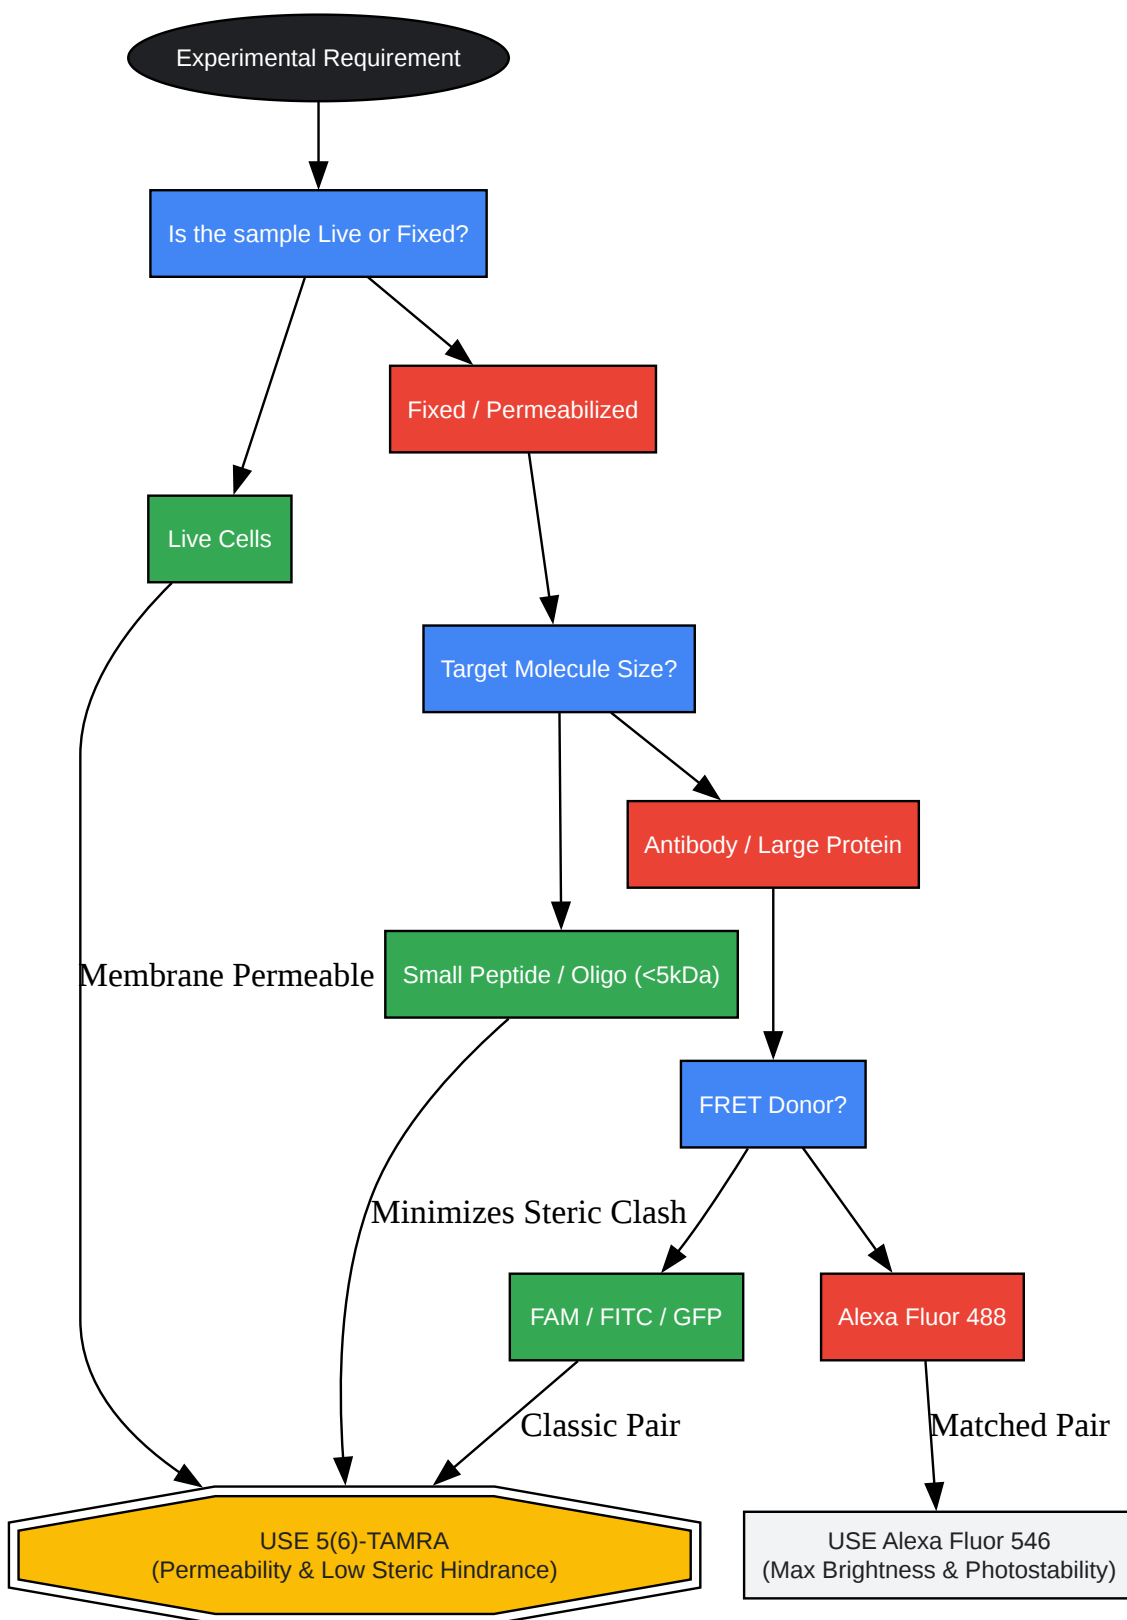 Experimental Requirement
Is the sample Live or Fixed?
Fixed / Permeabilized
Live Cells
Target Molecule Size?
Antibody / Large Protein
Membrane Permeable
Small Peptide / Oligo (<5kDa)
FRET Donor?
Minimizes Steric Clash
FAM / FITC / GFP
Alexa Fluor 488
Classic Pair
Matched Pair
USE 5(6)-TAMRA
(Permeability & Low Steric Hindrance)
USE Alexa Fluor 546
(Max Brightness & Photostability)